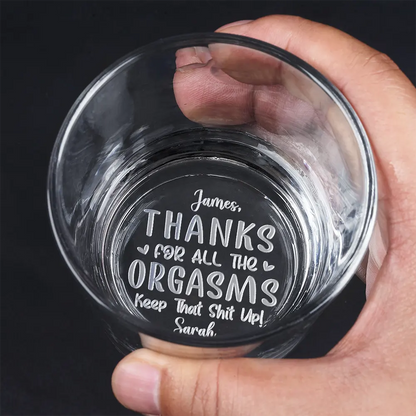 James,
THANKS
FOR ALL THE
ORGASMS
Keep That Shit Up!
Sarah.